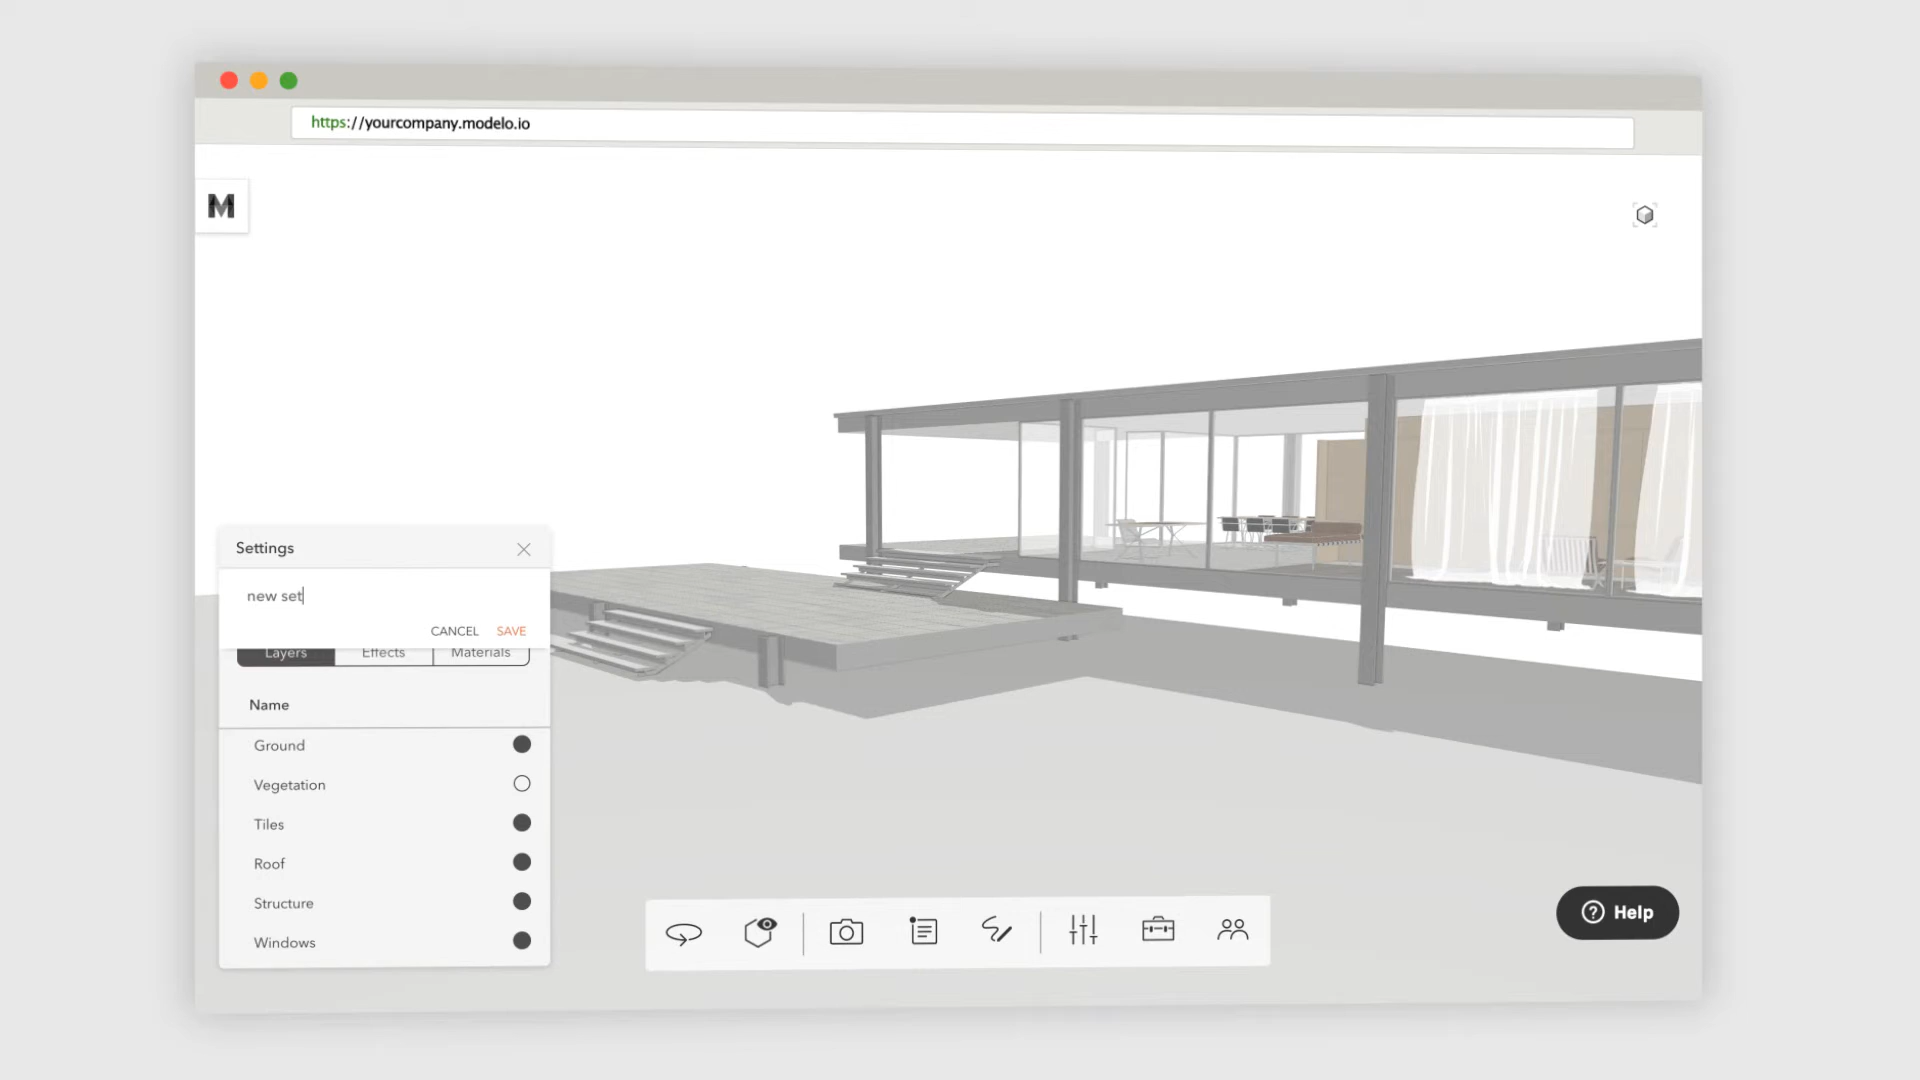 https://yourcompany.modelo.io
M
Settings
new set
CANCEL SAVE
Layers Effects Materials
Name
Ground
Vegetation
Tiles
Roof
Structure
Windows
? Help